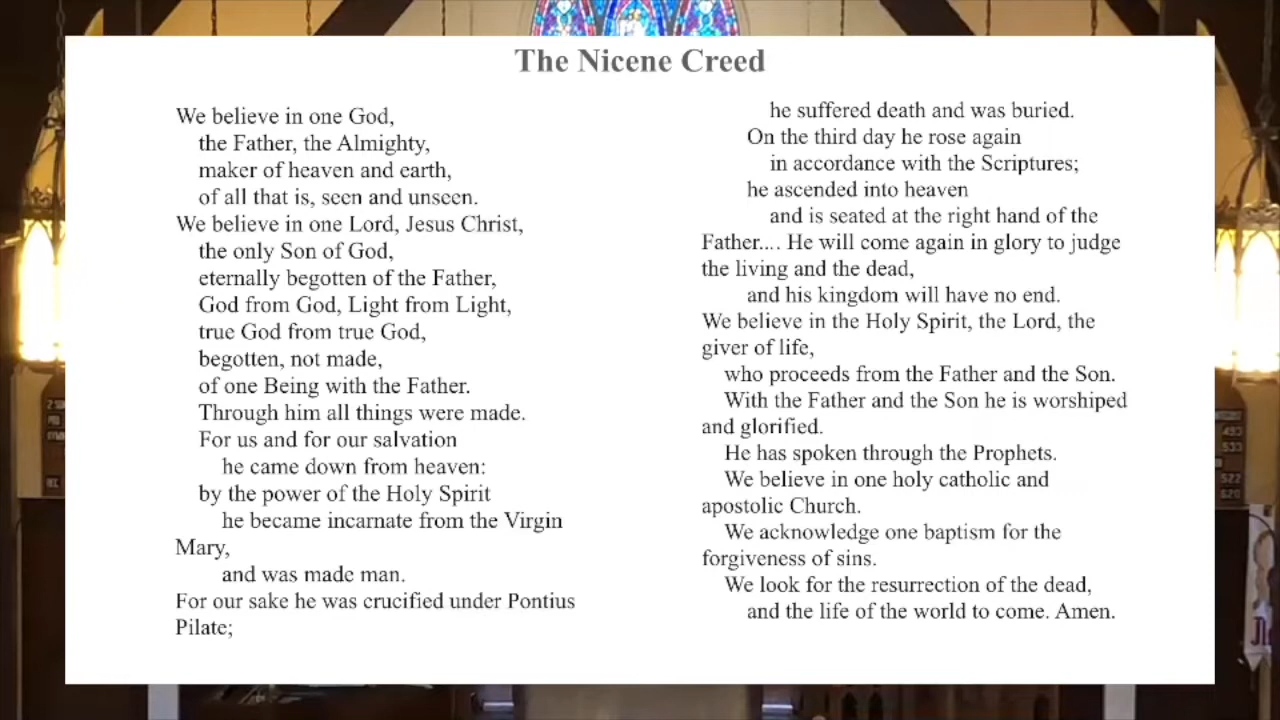 The Nicene Creed
We believe in one God,
the Father, the Almighty,
maker of heaven and earth,
of all that is, seen and unseen.
We believe in one Lord, Jesus Christ,
the only Son of God,
eternally begotten of the Father,
God from God, Light from Light,
true God from true God,
begotten, not made,
of one Being with the Father.
Through him all things were made.
For us and for our salvation
he came down from heaven:
by the power of the Holy Spirit
he became incarnate from the Virgin
Mary,
and was made man.
For our sake he was crucified under Pontius
Pilate;
he suffered death and was buried.
On the third day he rose again
in accordance with the Scriptures;
he ascended into heaven
and is seated at the right hand of the
Father.... He will come again in glory to judge
the living and the dead,
and his kingdom will have no end.
We believe in the Holy Spirit, the Lord, the
giver of life,
who proceeds from the Father and the Son.
With the Father and the Son he is worshiped
and glorified.
He has spoken through the Prophets.
We believe in one holy catholic and
apostolic Church.
We acknowledge one baptism for the
forgiveness of sins.
We look for the resurrection of the dead,
and the life of the world to come. Amen.
493
533
522
620